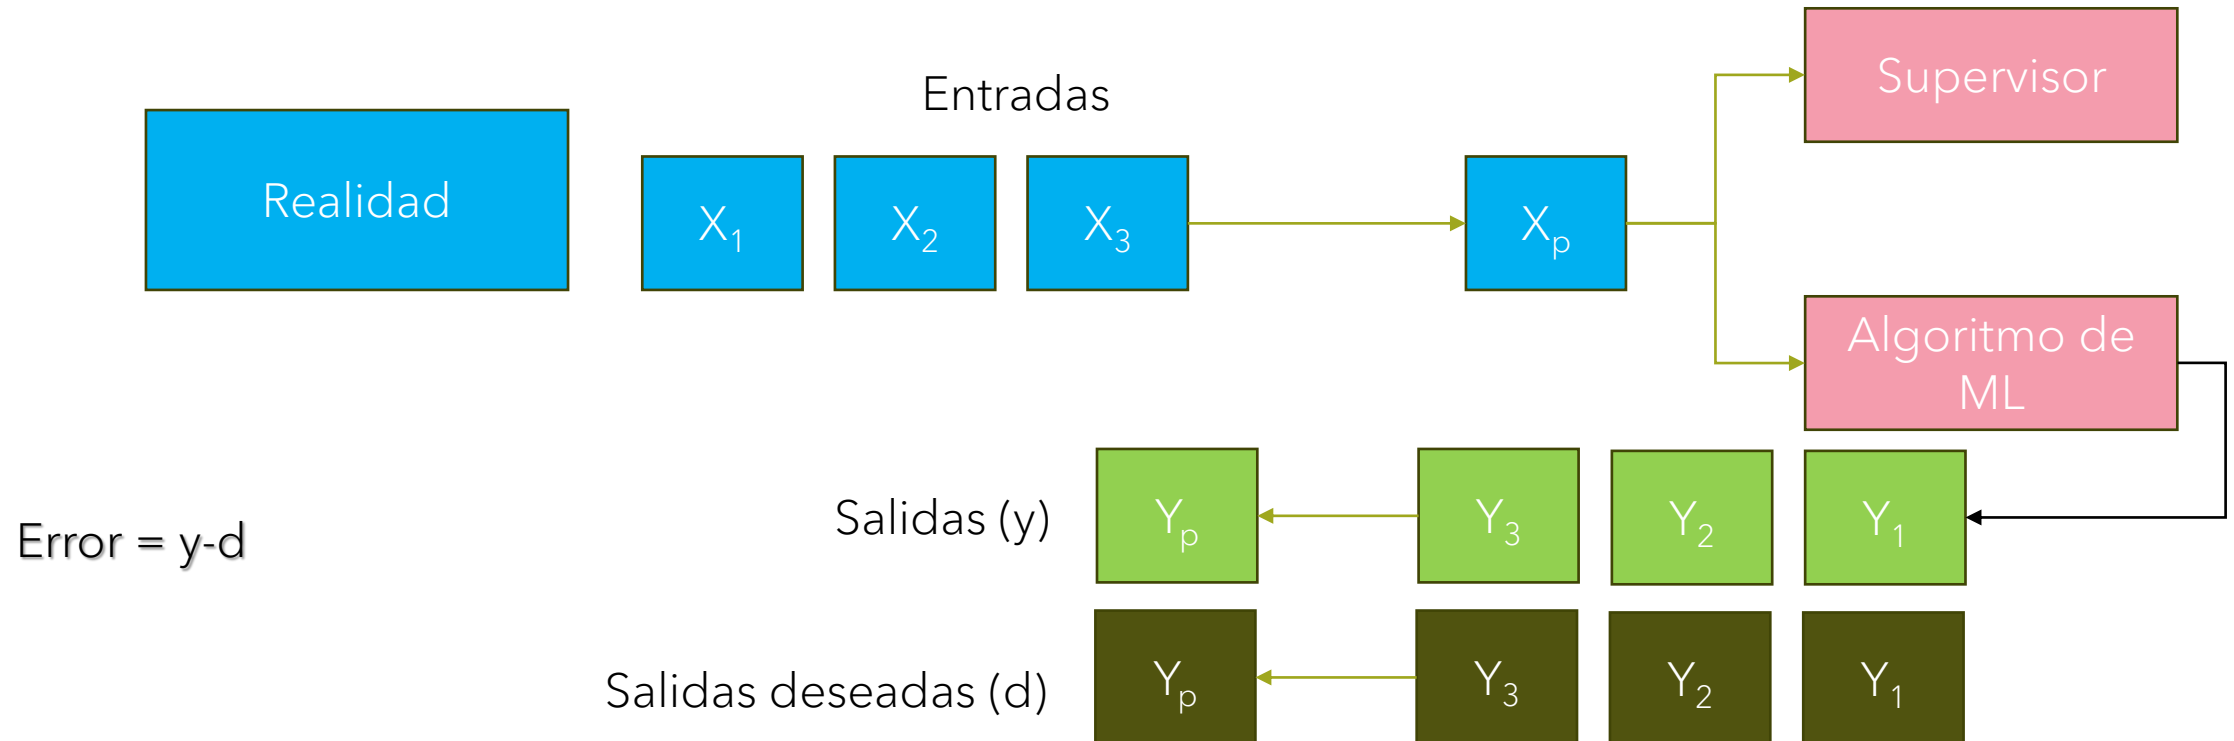 Entradas
Supervisor
Realidad
X1
X2
X3
Xp
Algoritmo de
ML
Error = y-d
Salidas (y)
Yp
Y3
Y2
Y1
Salidas deseadas (d)
Yp
Y3
Y2
Y1